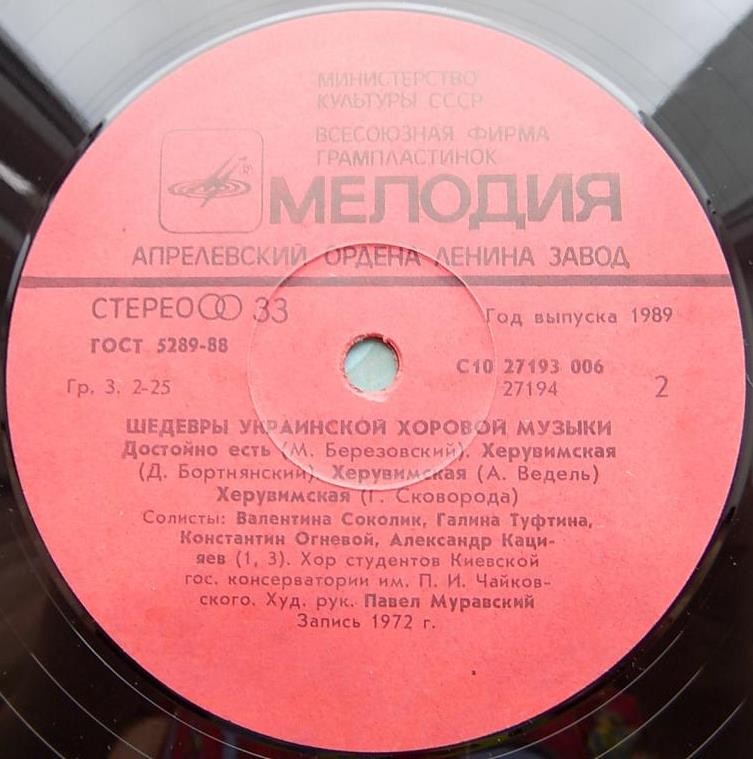 МИНИСТЕРСТВО
КУЛЬТУРЫ СССР
ВСЕСОЮЗНАЯ ФИРМА
ГРАМПЛАСТИНОК
МЕЛОДИЯ
АПРЕЛЕВСКИЙ ОРДЕНА ЛЕНИНА ЗАВОД
СТЕРЕО 33
Год выпуска 1989
ГОСТ 5289-88
С10 27193 006
Гр. 3. 2-25
27194
2
ШЕДЕВРЫ УКРАИНСКОЙ ХОРОВОЙ МУЗЫКИ
Достойно есть (М. Березовский). Херувимская
(Д. Бортнянский). Херувимская (А. Ведель)
Херувимская (Г. Сковорода)
Солисты: Валентина Соколик, Галина Туфтина,
Константин Огневой, Александр Каци-
яев (1, 3). Хор студентов Киевской
гос. консерватории им. П. И. Чайков-
ского. Худ. рук. Павел Муравский
Запись 1972 г.